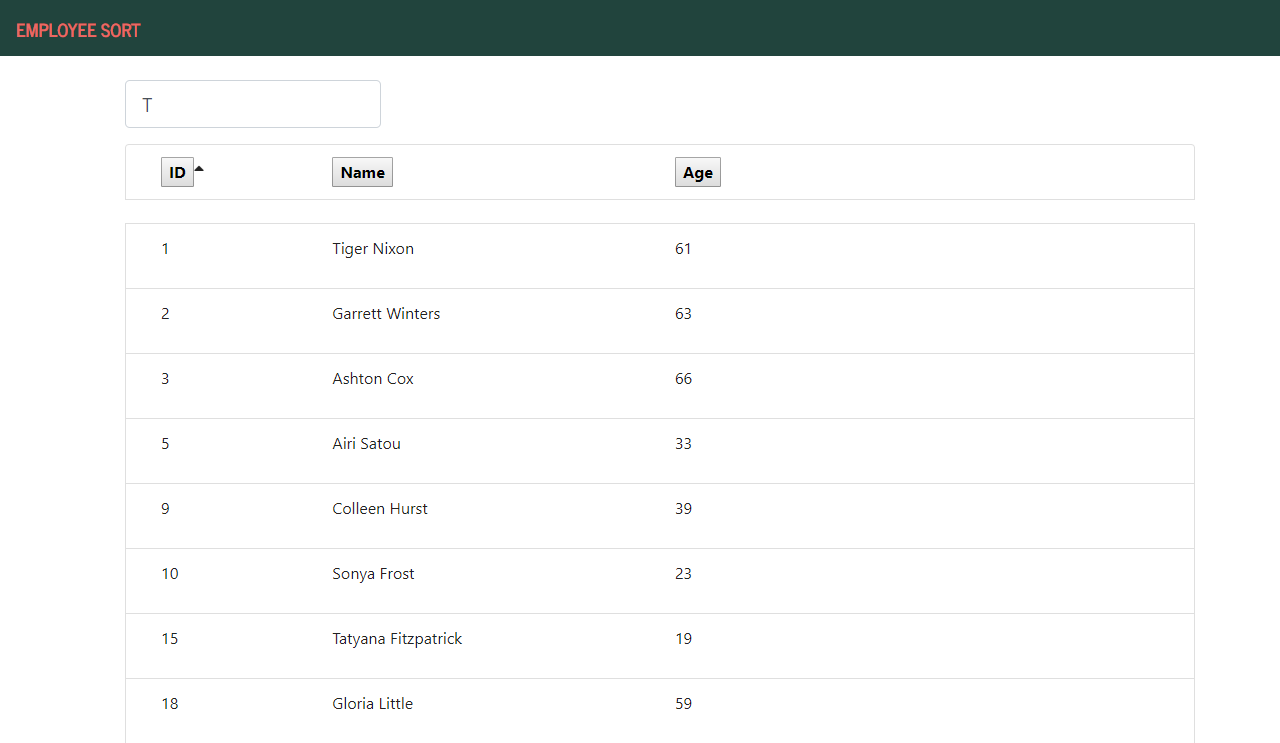 EMPLOYEE SORT
T
ID Name Age
1 Tiger Nixon 61
2 Garrett Winters 63
3 Ashton Cox 66
5 Airi Satou 33
9 Colleen Hurst 39
10 Sonya Frost 23
15 Tatyana Fitzpatrick 19
18 Gloria Little 59